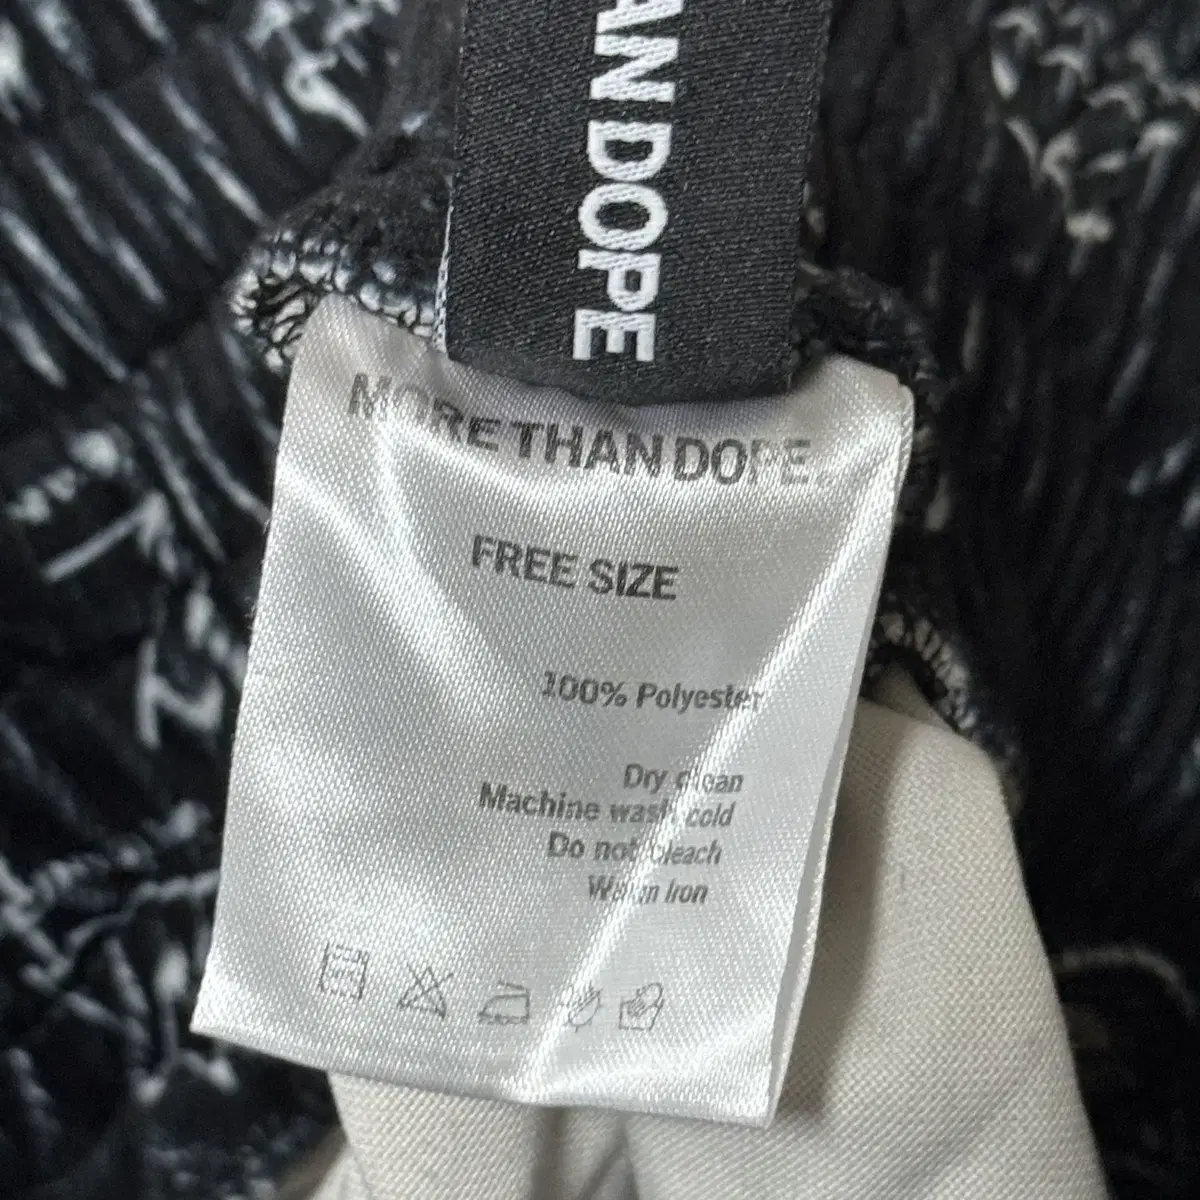 AN DOPE
MORE THAN DOPE.
FREE SIZE
100% Polyester
Dry clean
Machine wash cold
Do not bleach
Warm Iron